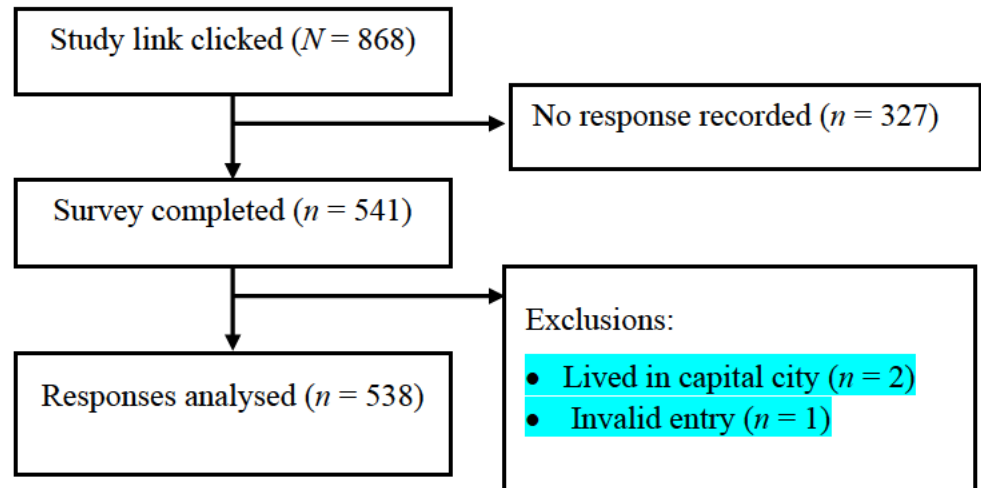 Study link clicked (N = 868)
No response recorded (n = 327)
Survey completed (n = 541)
Exclusions:
• Lived in capital city (n = 2)
• Invalid entry (n = 1)
Responses analysed (n = 538)